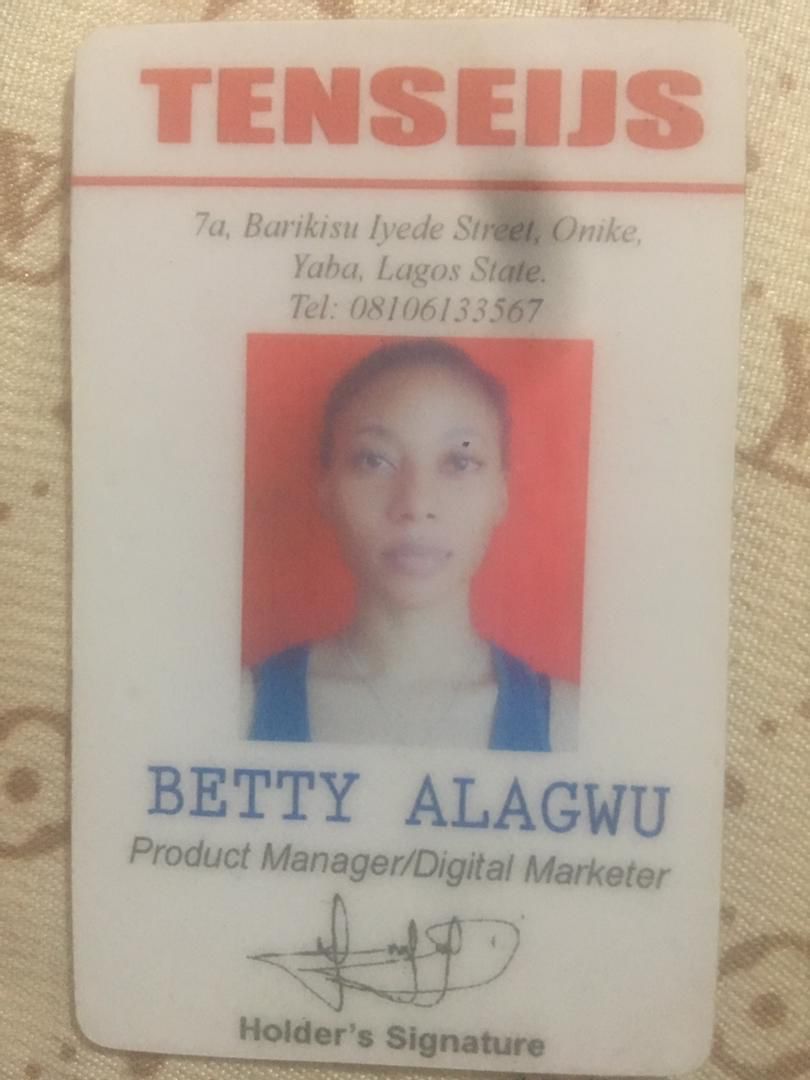 TENSEIJS
7a, Barikisu Iyede Street, Onike,
Yaba, Lagos State.
Tel: 08106133567
BETTY ALAGWU
Product Manager/Digital Marketer
Holder's Signature